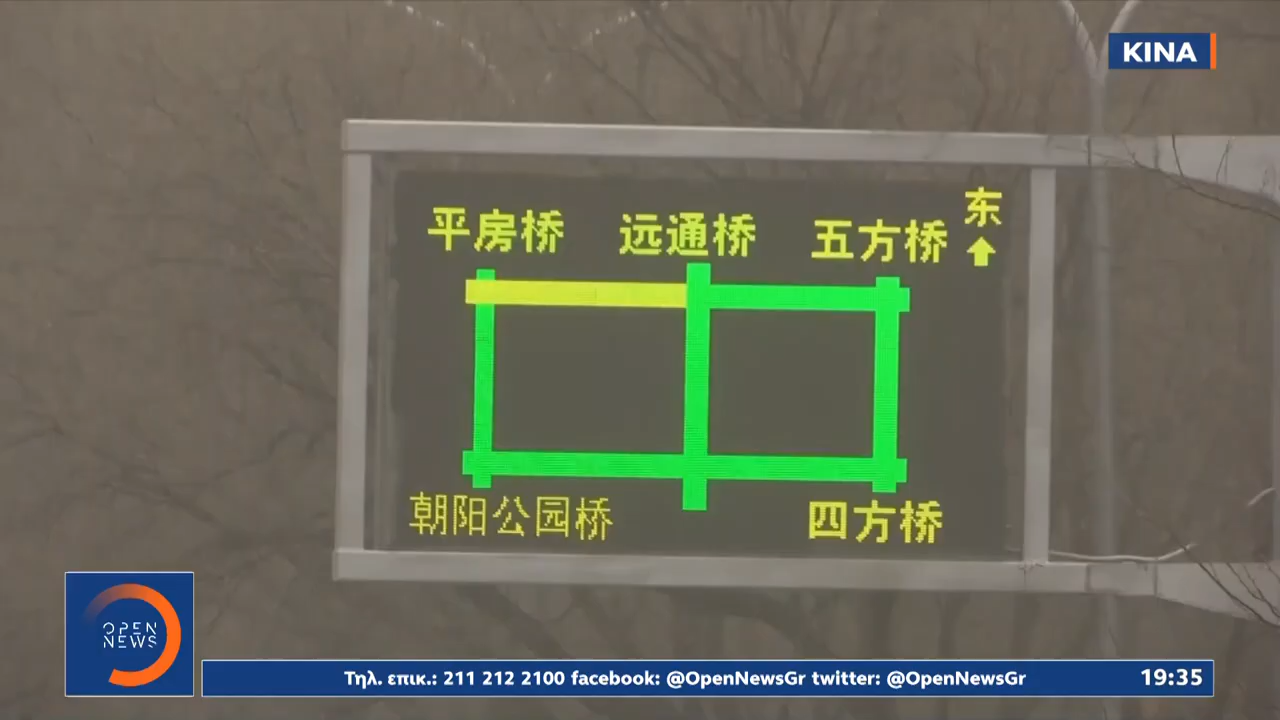 KINA
东
平房桥 远通桥 五方桥
朝阳公园桥 四方桥
OPEN
NEWS
Τηλ. επικ.: 211 212 2100 facebook: @OpenNewsGr twitter: @OpenNewsGr
19:35